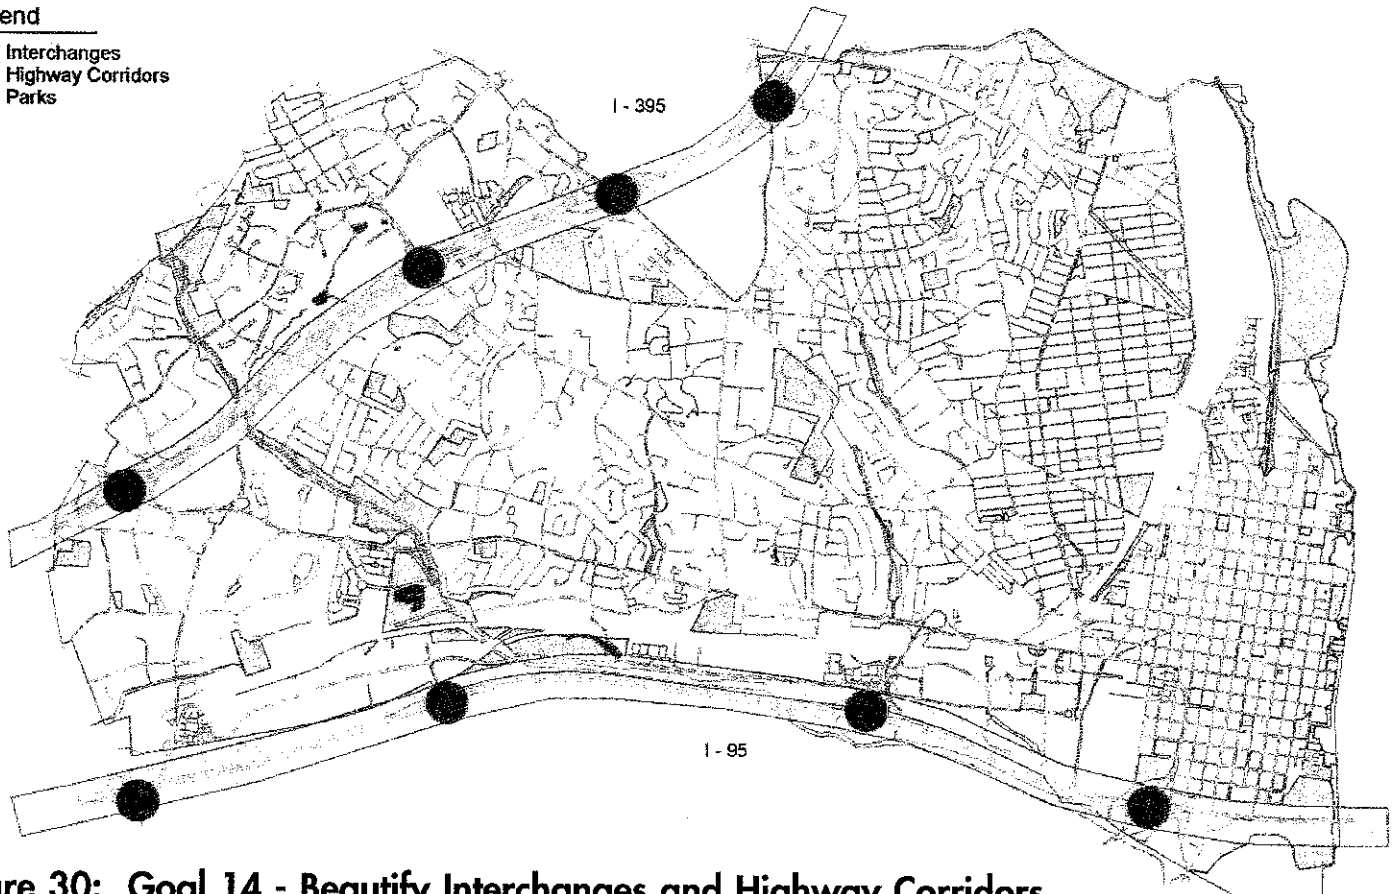 end
Interchanges
Highway Corridors
Parks
I - 395
I - 95
ure 30: Goal 14 - Beautify Interchanges and Highway Corridors